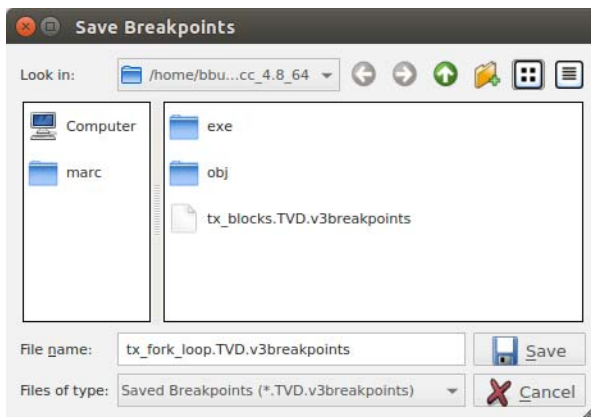 Save Breakpoints
Look in: /home/bbu...cc_4.8_64
Computer
marc
exe
obj
tx_blocks.TVD.v3breakpoints
File name: tx_fork_loop.TVD.v3breakpoints Save
Files of type: Saved Breakpoints (*.TVD.v3breakpoints) Cancel